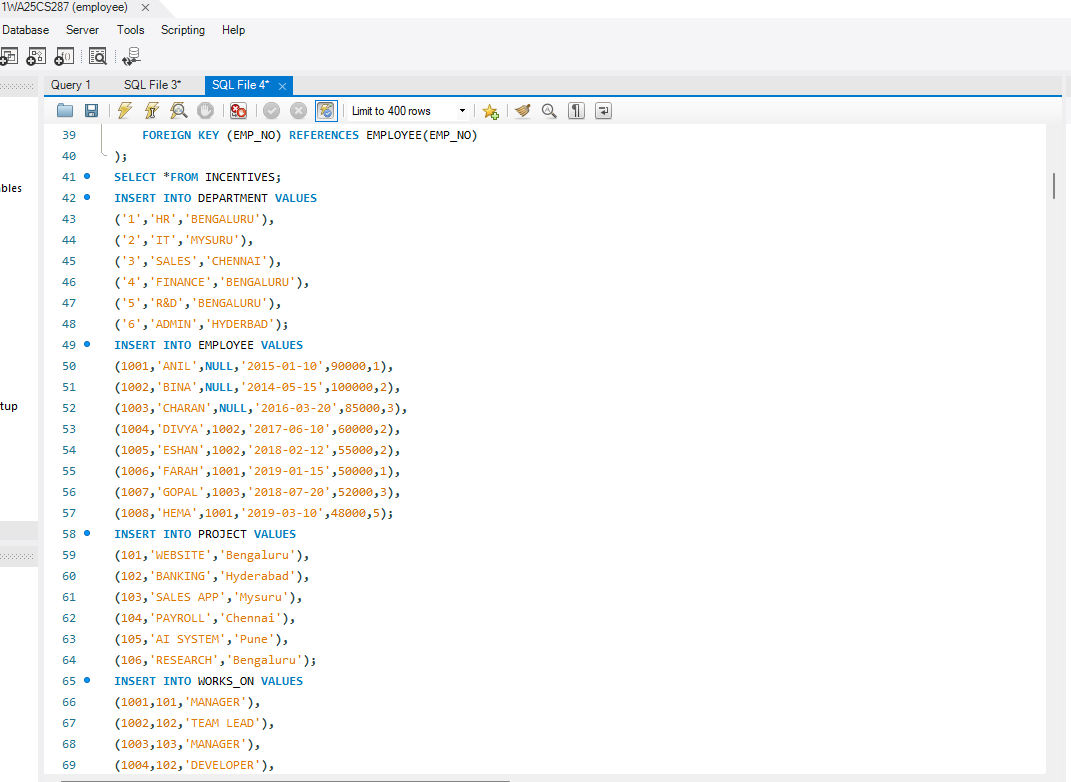 1WA25CS287 (employee) ×
Database Server Tools Scripting Help
Query 1 SQL File 3* SQL File 4* ×
Limit to 400 rows
39 FOREIGN KEY (EMP_NO) REFERENCES EMPLOYEE(EMP_NO)
40 );
41 SELECT *FROM INCENTIVES;
42 INSERT INTO DEPARTMENT VALUES
43 ('1','HR','BENGALURU'),
44 ('2','IT','MYSURU'),
45 ('3','SALES','CHENNAI'),
46 ('4','FINANCE','BENGALURU'),
47 ('5','R&D','BENGALURU'),
48 ('6','ADMIN','HYDERBAD');
49 INSERT INTO EMPLOYEE VALUES
50 (1001,'ANIL',NULL,'2015-01-10',90000,1),
51 (1002,'BINA',NULL,'2014-05-15',100000,2),
52 (1003,'CHARAN',NULL,'2016-03-20',85000,3),
53 (1004,'DIVYA',1002,'2017-06-10',60000,2),
54 (1005,'ESHAN',1002,'2018-02-12',55000,2),
55 (1006,'FARAH',1001,'2019-01-15',50000,1),
56 (1007,'GOPAL',1003,'2018-07-20',52000,3),
57 (1008,'HEMA',1001,'2019-03-10',48000,5);
58 INSERT INTO PROJECT VALUES
59 (101,'WEBSITE','Bengaluru'),
60 (102,'BANKING','Hyderabad'),
61 (103,'SALES APP','Mysuru'),
62 (104,'PAYROLL','Chennai'),
63 (105,'AI SYSTEM','Pune'),
64 (106,'RESEARCH','Bengaluru');
65 INSERT INTO WORKS_ON VALUES
66 (1001,101,'MANAGER'),
67 (1002,102,'TEAM LEAD'),
68 (1003,103,'MANAGER'),
69 (1004,102,'DEVELOPER'),
bles
tup